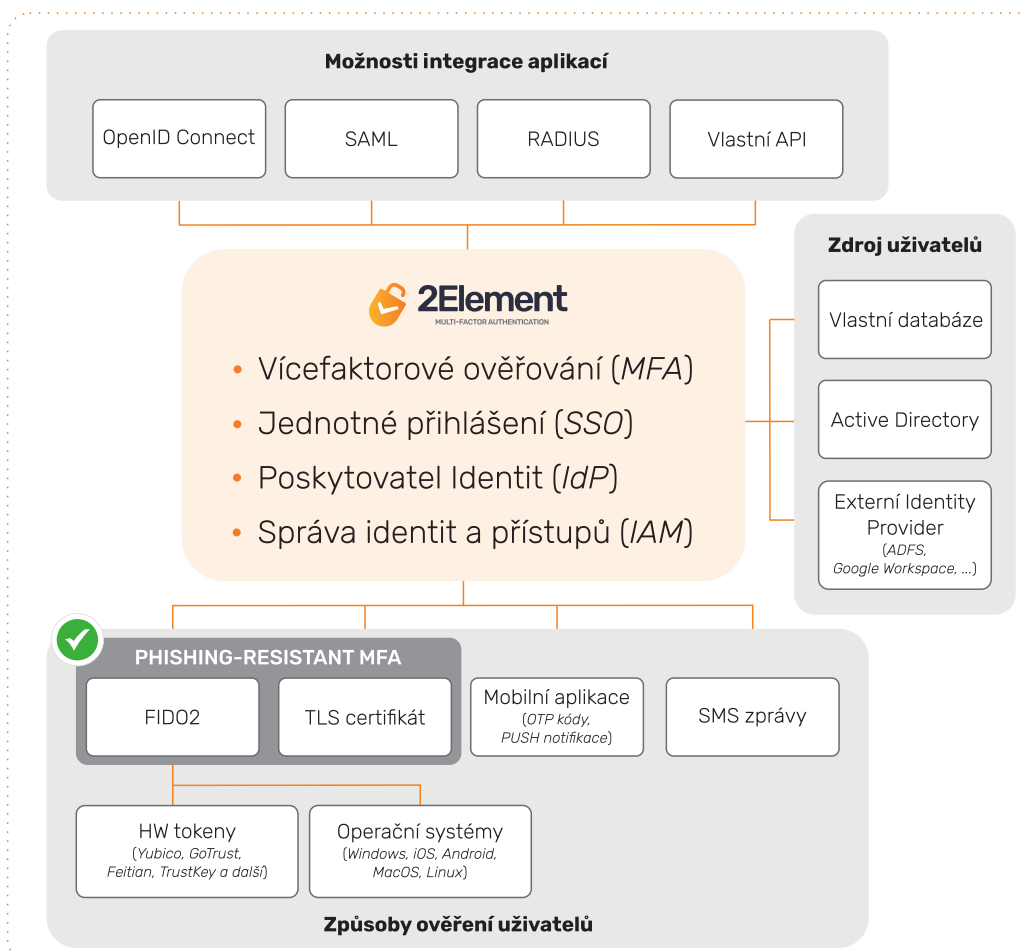 Možnosti integrace aplikací
OpenID Connect
SAML
RADIUS
Vlastní API
Zdroj uživatelů
Vlastní databáze
Active Directory
Externí Identity
Provider
(ADFS,
Google Workspace, ...)
2Element
MULTI-FACTOR AUTHENTICATION
• Vícefaktorové ověřování (MFA)
• Jednotné přihlášení (SSO)
• Poskytovatel Identit (IdP)
• Správa identit a přístupů (IAM)
PHISHING-RESISTANT MFA
FIDO2
TLS certifikát
Mobilní aplikace
(OTP kódy,
PUSH notifikace)
SMS zprávy
HW tokeny
(Yubico, GoTrust,
Feitian, TrustKey a další)
Operační systémy
(Windows, iOS, Android,
MacOS, Linux)
Způsoby ověření uživatelů